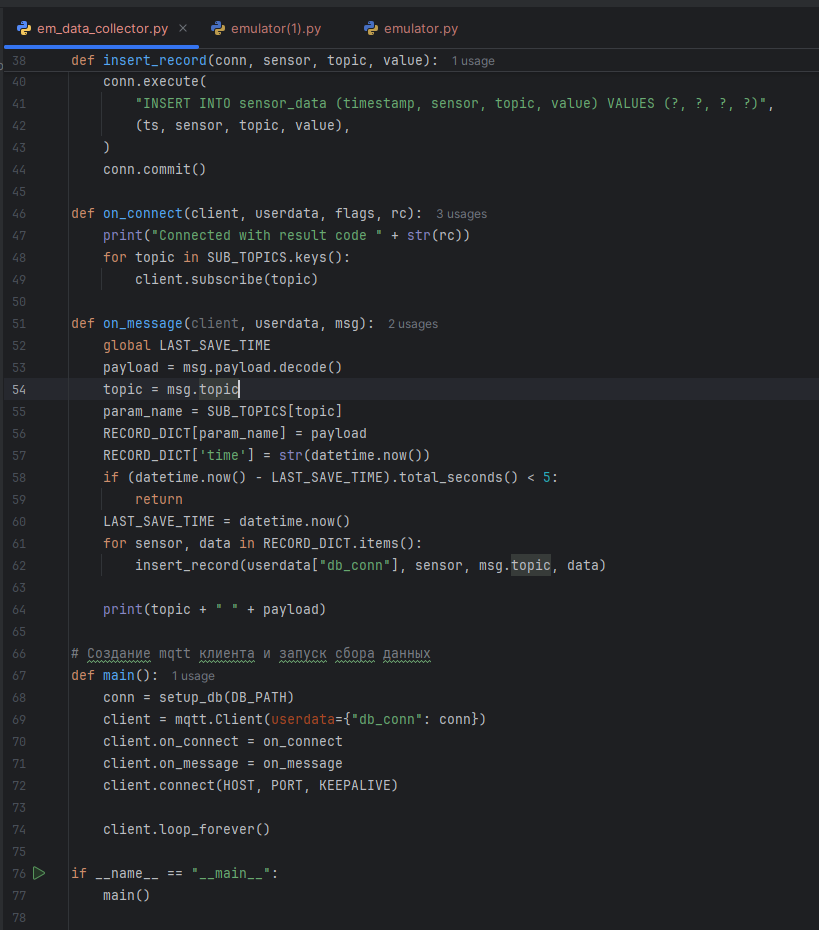 em_data_collector.py
emulator(1).py
emulator.py
38 def insert_record(conn, sensor, topic, value): 1 usage
40 conn.execute(
41 "INSERT INTO sensor_data (timestamp, sensor, topic, value) VALUES (?, ?, ?, ?)",
42 (ts, sensor, topic, value),
43 )
44 conn.commit()
45
46 def on_connect(client, userdata, flags, rc): 3 usages
47 print("Connected with result code " + str(rc))
48 for topic in SUB_TOPICS.keys():
49 client.subscribe(topic)
50
51 def on_message(client, userdata, msg): 2 usages
52 global LAST_SAVE_TIME
53 payload = msg.payload.decode()
54 topic = msg.topic
55 param_name = SUB_TOPICS[topic]
56 RECORD_DICT[param_name] = payload
57 RECORD_DICT['time'] = str(datetime.now())
58 if (datetime.now() - LAST_SAVE_TIME).total_seconds() < 5:
59 return
60 LAST_SAVE_TIME = datetime.now()
61 for sensor, data in RECORD_DICT.items():
62 insert_record(userdata["db_conn"], sensor, msg.topic, data)
63
64 print(topic + " " + payload)
65
66 # Создание mqtt клиента и запуск сбора данных
67 def main(): 1 usage
68 conn = setup_db(DB_PATH)
69 client = mqtt.Client(userdata={"db_conn": conn})
70 client.on_connect = on_connect
71 client.on_message = on_message
72 client.connect(HOST, PORT, KEEPALIVE)
73
74 client.loop_forever()
75
76 if __name__ == "__main__":
77 main()
78